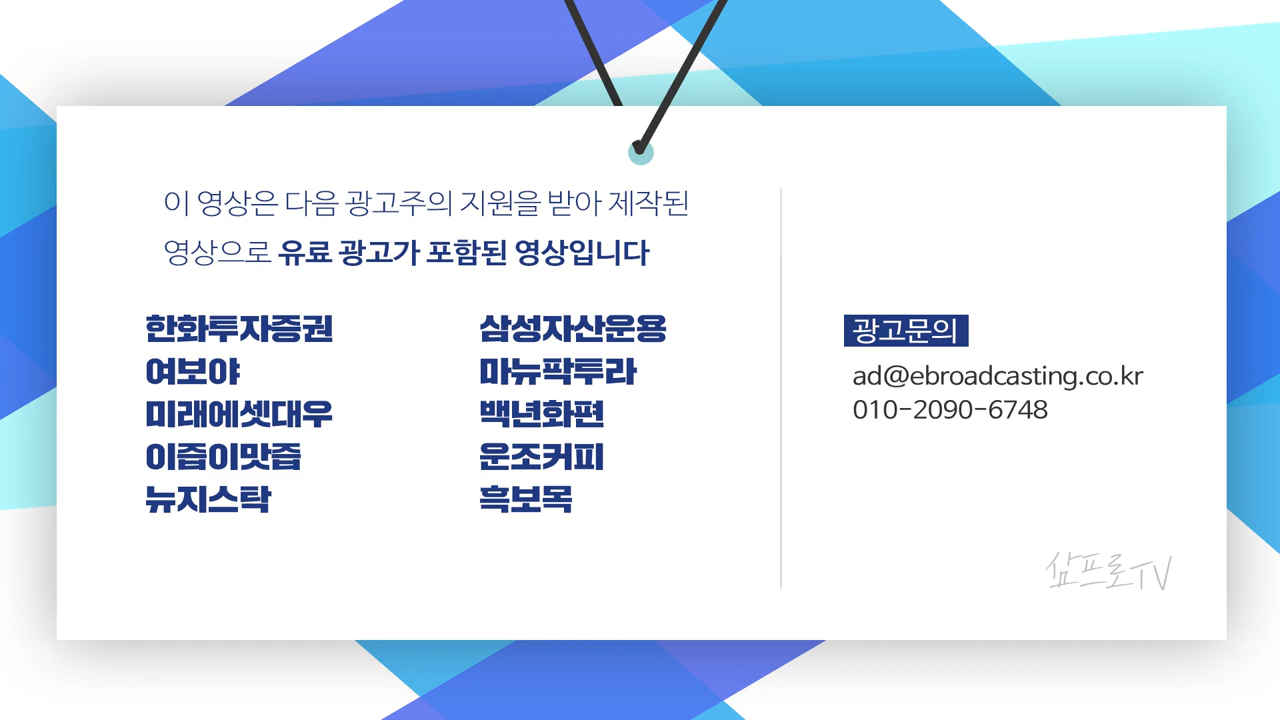 이 영상은 다음 광고주의 지원을 받아 제작된
영상으로 유료 광고가 포함된 영상입니다
한화투자증권
여보야
미래에셋대우
이즙이맛즙
뉴지스탁
삼성자산운용
마뉴팍투라
백년화편
운조커피
흑보목
광고문의
ad@ebroadcasting.co.kr
010-2090-6748
삼프로TV